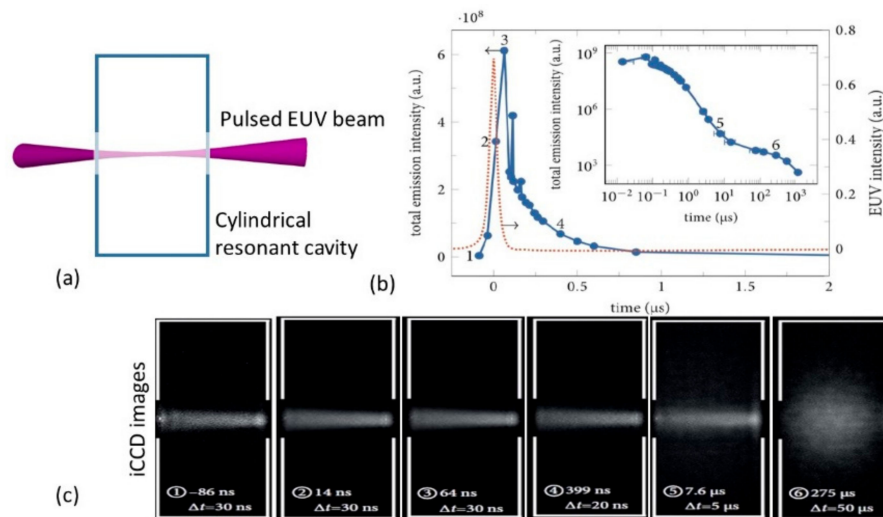 Pulsed EUV beam
Cylindrical
resonant cavity
(a)
·10⁸
6
4
2
0
total emission intensity (a.u.)
0.8
0.6
0.4
0.2
0
EUV intensity (a.u.)
0
0.5
1
1.5
2
time (μs)
1
2
3
4
10⁹
10⁶
10³
total emission intensity (a.u.)
5
6
10⁻² 10⁻¹ 10⁰ 10¹ 10² 10³
time (μs)
(b)
iCCD images
① −86 ns
Δt=30 ns
② 14 ns
Δt=30 ns
③ 64 ns
Δt=30 ns
④ 399 ns
Δt=20 ns
⑤ 7.6 μs
Δt=5 μs
⑥ 275 μs
Δt=50 μs
(c)